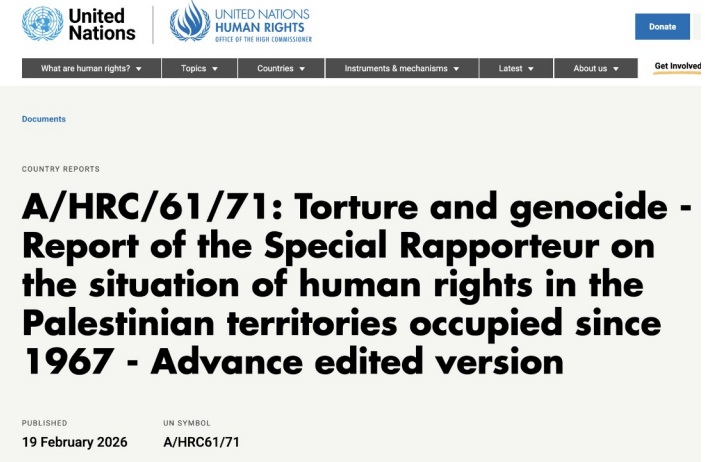 United
Nations
UNITED NATIONS
HUMAN RIGHTS
OFFICE OF THE HIGH COMMISSIONER
Donate
What are human rights? Topics Countries Instruments & mechanisms Latest About us Get Involved
Documents
COUNTRY REPORTS
A/HRC/61/71: Torture and genocide -
Report of the Special Rapporteur on
the situation of human rights in the
Palestinian territories occupied since
1967 - Advance edited version
PUBLISHED UN SYMBOL
19 February 2026 A/HRC61/71